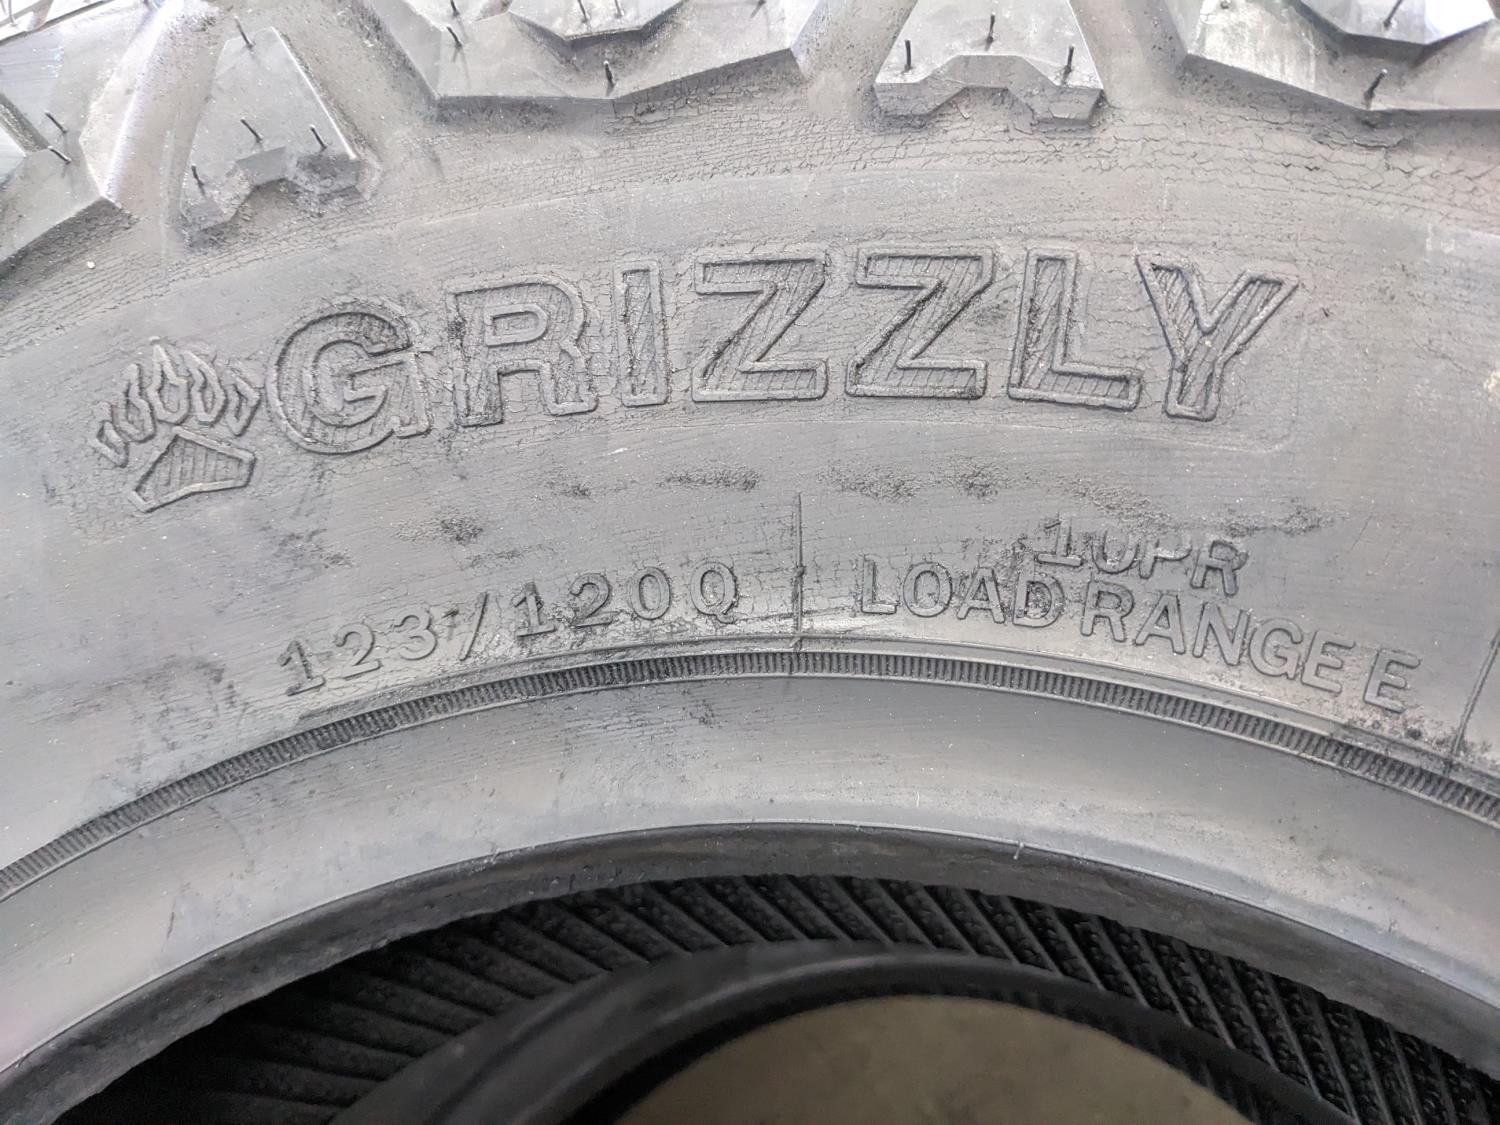 GRIZZLY
123/120Q
10PR
LOAD RANGE E